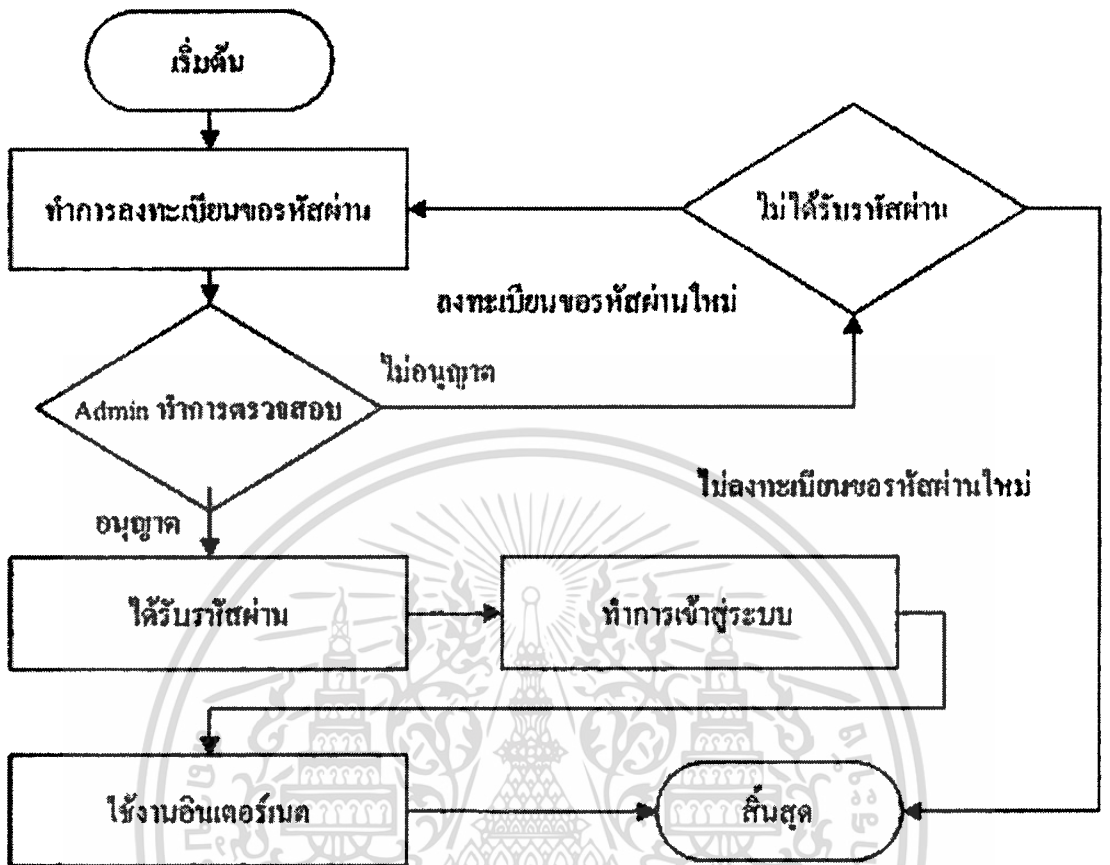 เริ่มต้น
ทำการลงทะเบียนขอรหัสผ่าน
ไม่ได้รับรหัสผ่าน
ลงทะเบียนขอรหัสผ่านใหม่
ไม่อนุญาต
Admin ทำการตรวจสอบ
ไม่ลงทะเบียนขอรหัสผ่านใหม่
อนุญาต
ได้รับรหัสผ่าน
ทำการเข้าสู่ระบบ
ใช้งานอินเตอร์เนต
สิ้นสุด